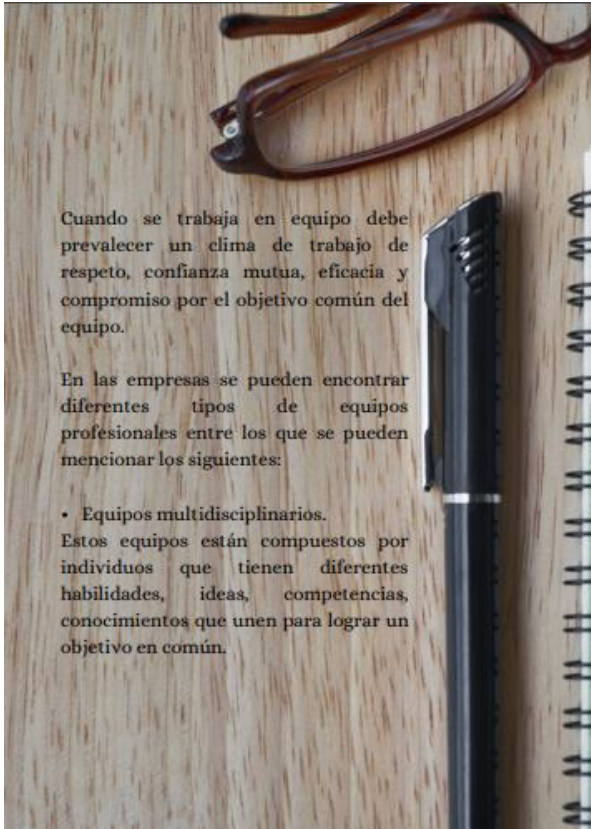 Cuando se trabaja en equipo debe
prevalecer un clima de trabajo de
respeto, confianza mutua, eficacia y
compromiso por el objetivo común del
equipo.
En las empresas se pueden encontrar
diferentes tipos de equipos
profesionales entre los que se pueden
mencionar los siguientes:
• Equipos multidisciplinarios.
Estos equipos están compuestos por
individuos que tienen diferentes
habilidades, ideas, competencias,
conocimientos que unen para lograr un
objetivo en común.